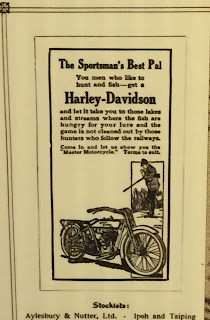 The Sportsman's Best Pal
You men who like to
hunt and fish—get a
Harley-Davidson
and let it take you to those lakes
and streams where the fish are
hungry for your lure and the
game is not cleaned out by those
hunters who follow the railways.
Come in and let us show you the
"Master Motorcycle." Terms to suit.
Stockists:
Aylesbury & Nutter, Ltd. - Ipoh and Taiping